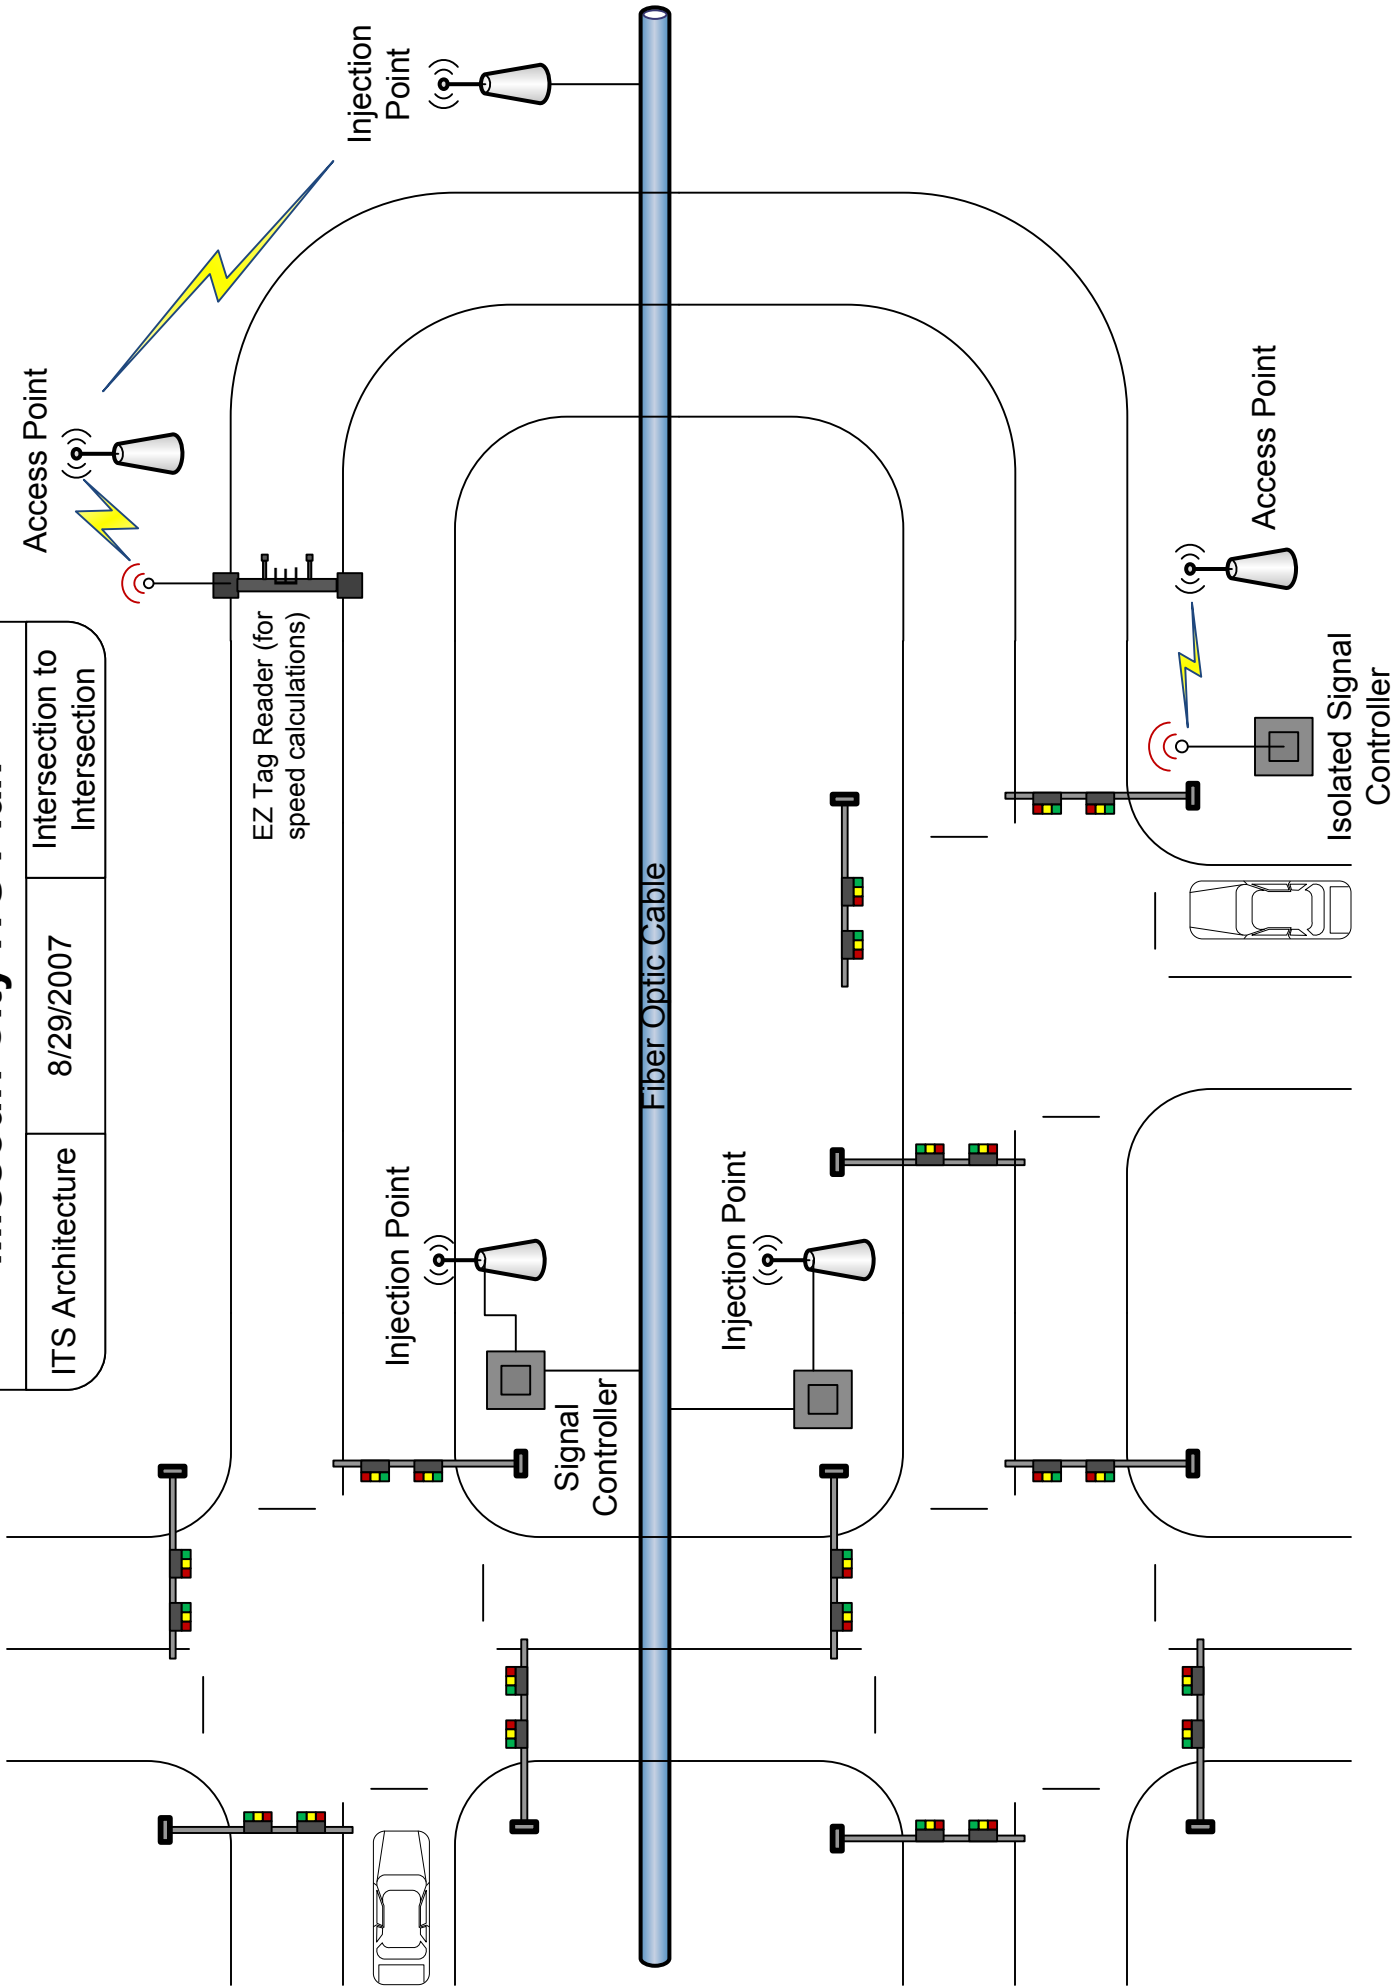 ITS Architecture
8/29/2007
Intersection to
Intersection
Access Point
Injection
Point
EZ Tag Reader (for
speed calculations)
Injection Point
Signal
Controller
Fiber Optic Cable
Injection Point
Access Point
Isolated Signal
Controller